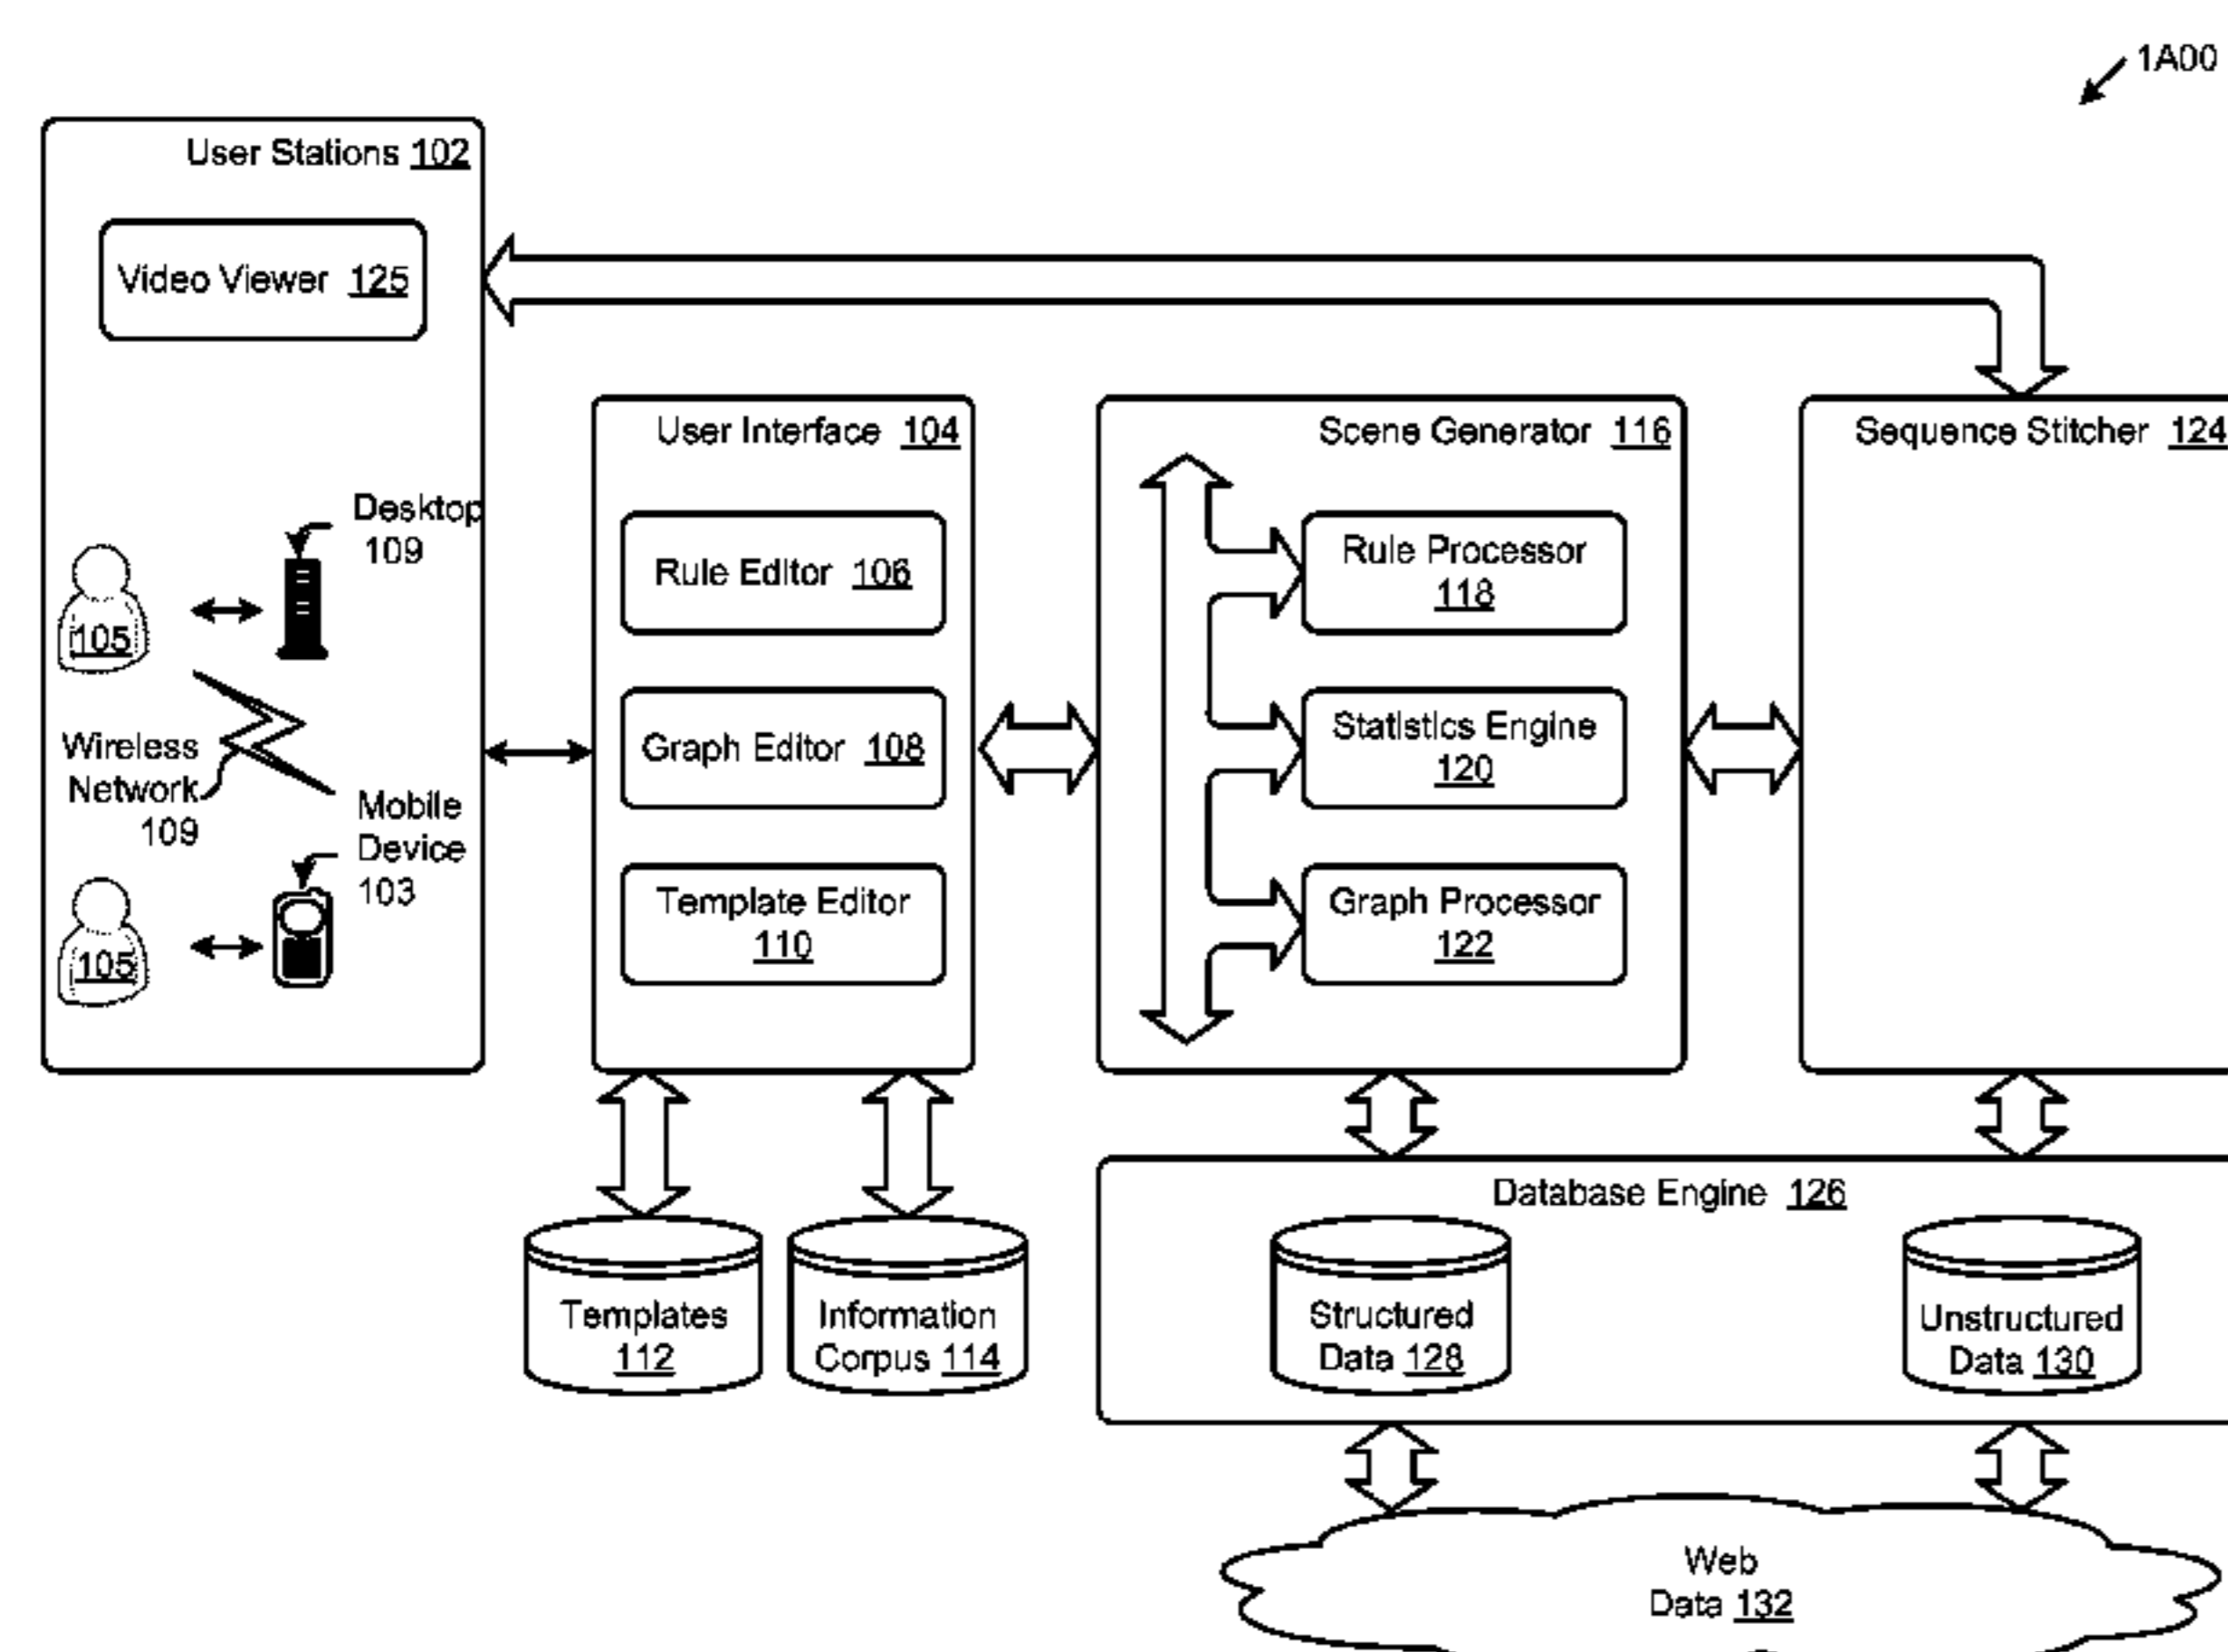 1A00
User Stations 102
Video Viewer 125
Desktop
109
105
Wireless
Network
109
Mobile
Device
103
105
User Interface 104
Rule Editor 106
Graph Editor 108
Template Editor
110
Scene Generator 116
Rule Processor
118
Statistics Engine
120
Graph Processor
122
Sequence Stitcher 124
Templates
112
Information
Corpus 114
Database Engine 126
Structured
Data 128
Unstructured
Data 130
Web
Data 132